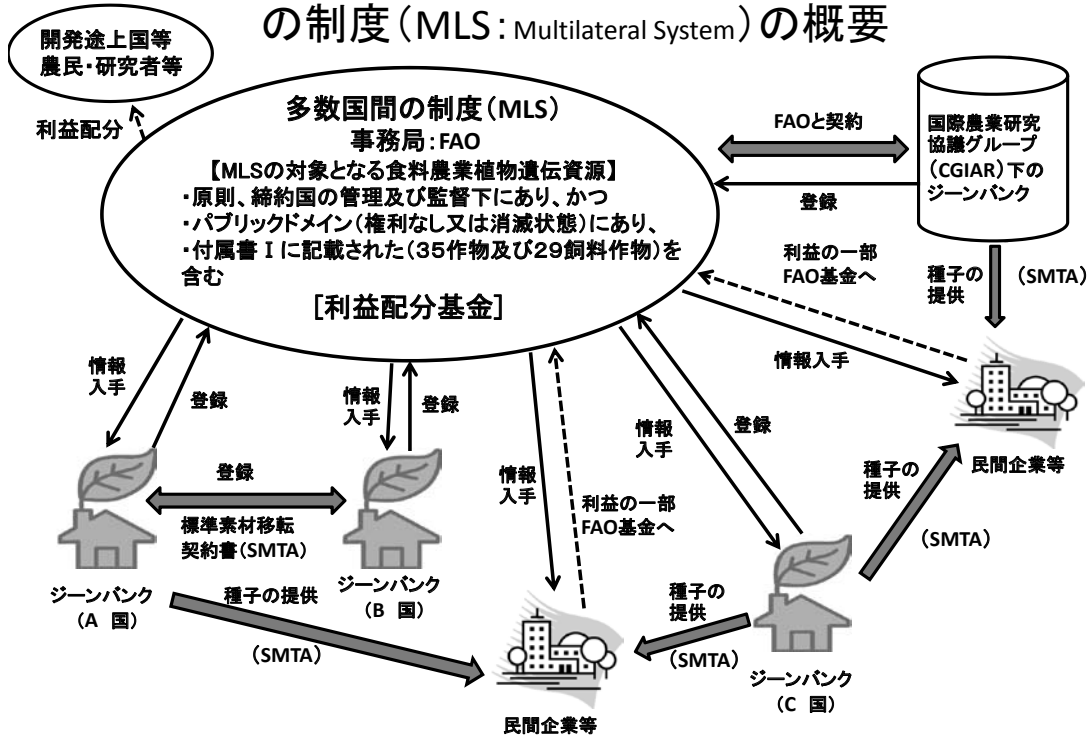 の制度（MLS：Multilateral System）の概要
開発途上国等
農民・研究者等
利益配分
多数国間の制度（MLS）
事務局：FAO
【MLSの対象となる食料農業植物遺伝資源】
・原則、締約国の管理及び監督下にあり、かつ
・パブリックドメイン（権利なし又は消滅状態）にあり、
・付属書Ⅰに記載された（35作物及び29飼料作物）を
含む
［利益配分基金］
FAOと契約
登録
国際農業研究
協議グループ
（CGIAR）下の
ジーンバンク
利益の一部
FAO基金へ
種子の
提供
（SMTA）
情報入手
民間企業等
情報
入手
登録
情報
入手
登録
情報
入手
利益の一部
FAO基金へ
情報
入手
登録
登録
標準素材移転
契約書（SMTA）
ジーンバンク
（A 国）
ジーンバンク
（B 国）
種子の提供
（SMTA）
民間企業等
種子の
提供
（SMTA）
種子の
提供
（SMTA）
ジーンバンク
（C 国）